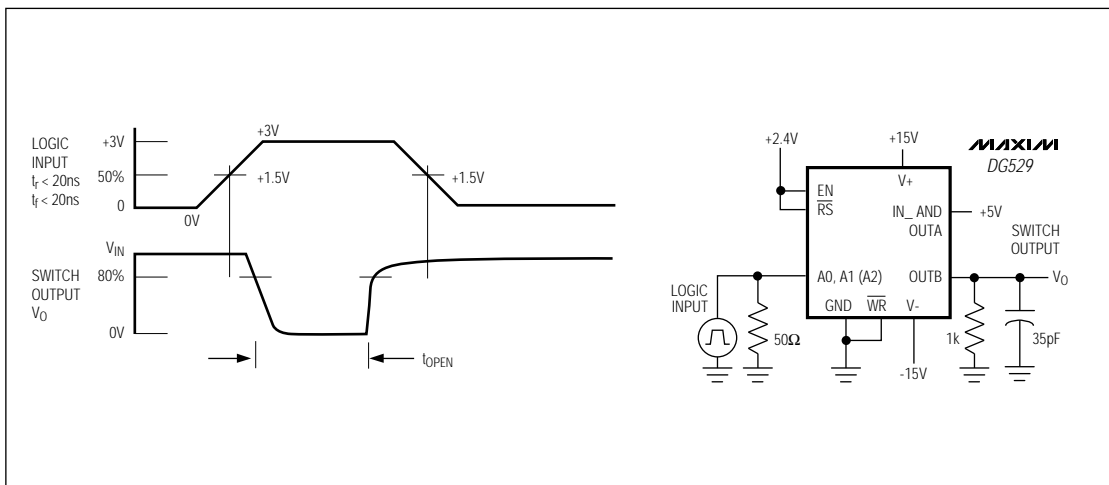 LOGIC
INPUT
tr < 20ns
tf < 20ns
+3V
50%
0
+3V
+1.5V
+1.5V
0V
SWITCH
OUTPUT
VO
VIN
80%
0V
tOPEN
+2.4V
+15V
MAXIM
DG529
V+
EN
RS
IN_ AND
OUTA
+5V
SWITCH
OUTPUT
A0, A1 (A2)
OUTB
VO
LOGIC
INPUT
GND
WR
V-
50Ω
1k
35pF
-15V